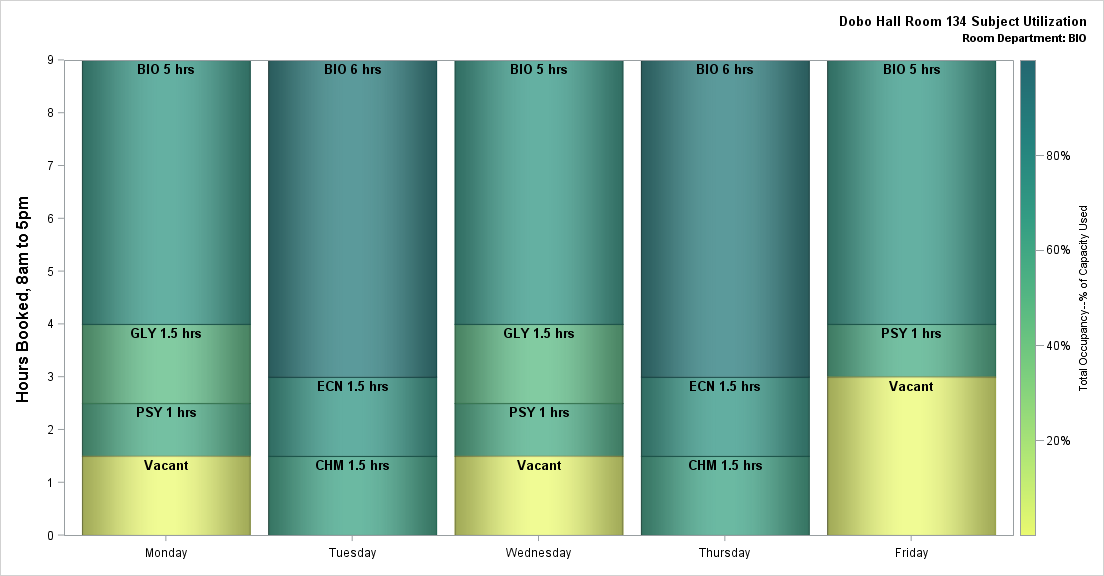 Dobo Hall Room 134 Subject Utilization
Room Department: BIO
Hours Booked, 8am to 5pm
9
8
7
6
5
4
3
2
1
0
BIO 5 hrs
GLY 1.5 hrs
PSY 1 hrs
Vacant
BIO 6 hrs
ECN 1.5 hrs
CHM 1.5 hrs
BIO 5 hrs
GLY 1.5 hrs
PSY 1 hrs
Vacant
BIO 6 hrs
ECN 1.5 hrs
CHM 1.5 hrs
BIO 5 hrs
PSY 1 hrs
Vacant
Monday
Tuesday
Wednesday
Thursday
Friday
80%
60%
40%
20%
Total Occupancy--% of Capacity Used